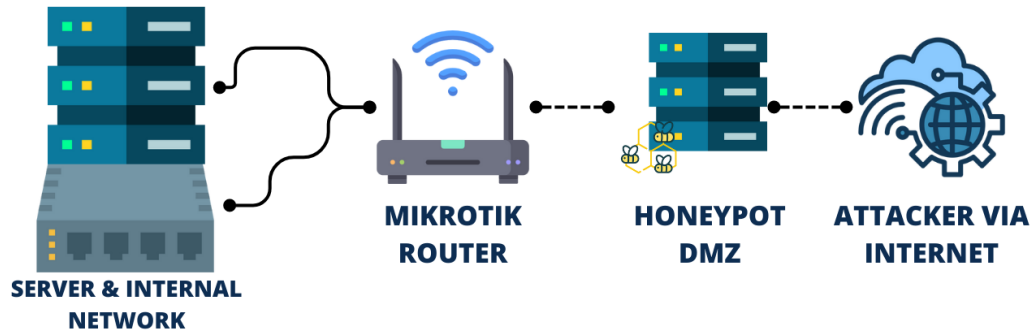 SERVER & INTERNAL
NETWORK
MIKROTIK
ROUTER
HONEYPOT
DMZ
ATTACKER VIA
INTERNET